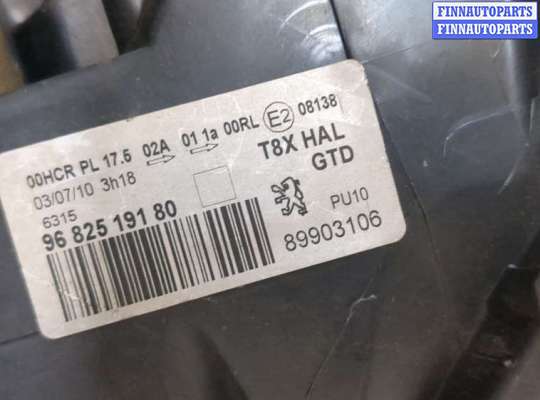 FINNAUTOPARTS
FINNAUTOPARTS
00HCR PL 17.5 02A 01 1a 00RL E2 08138
03/07/10 3h18
6315
T8X HAL
GTD
96 825 191 80
PU10
89903106